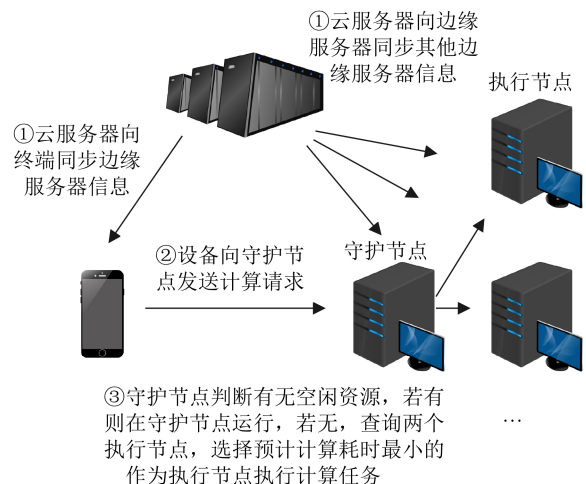 ①云服务器向边缘
服务器同步其他边
缘服务器信息
执行节点
①云服务器向
终端同步边缘
服务器信息
②设备向守护节
点发送计算请求
守护节点
③守护节点判断有无空闲资源，若有
则在守护节点运行，若无，查询两个
执行节点，选择预计计算耗时最小的
作为执行节点执行计算任务
…